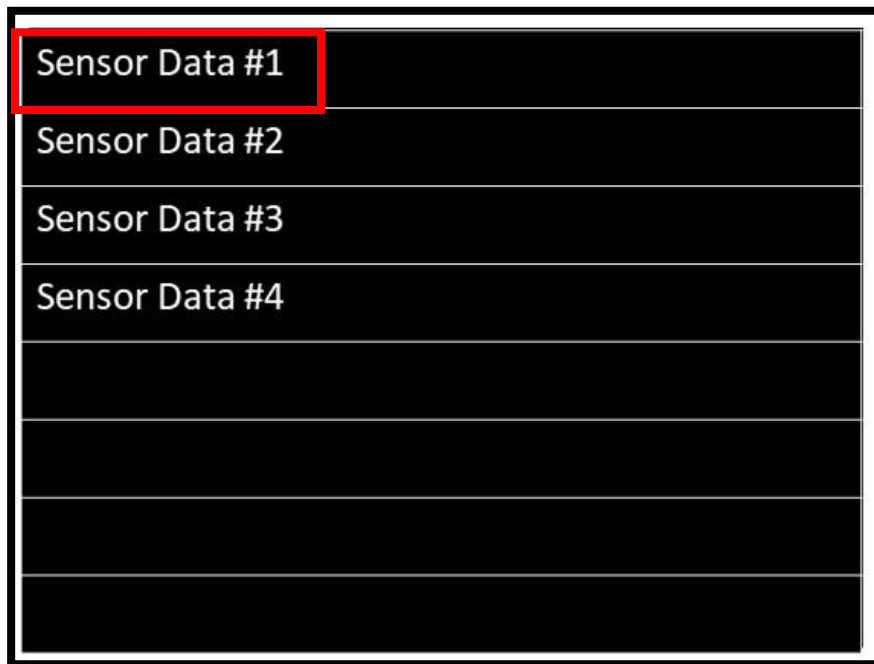 Sensor Data #1
Sensor Data #2
Sensor Data #3
Sensor Data #4